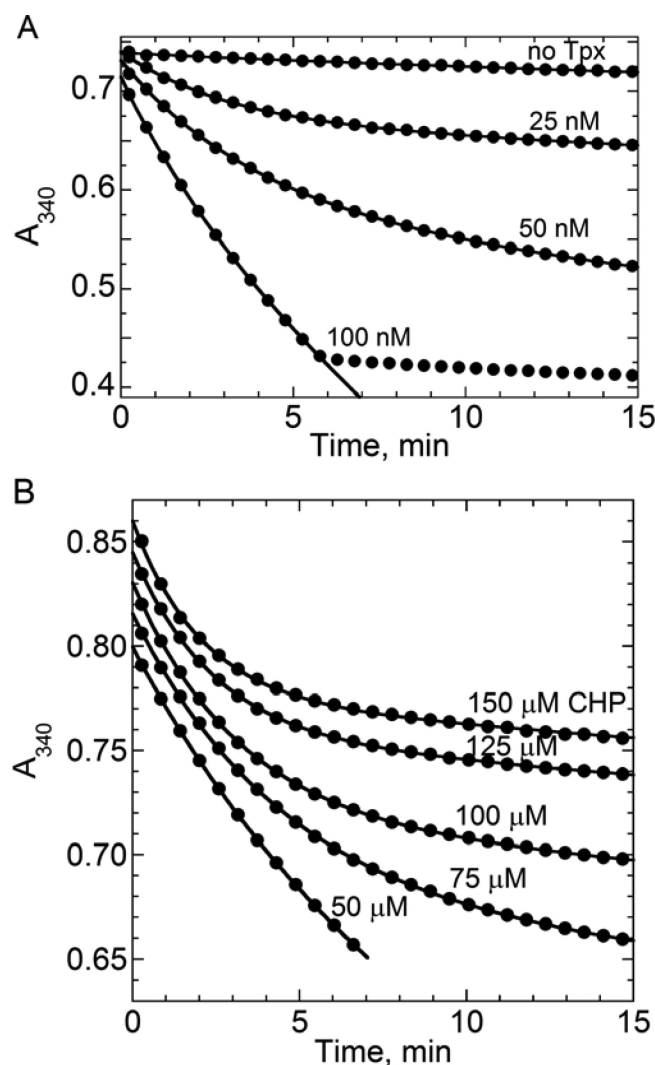 A
no Tpx
0.7
25 nM
0.6
A340
50 nM
0.5
100 nM
0.4
0 5 10 15
Time, min
B
0.85
0.80
150 μM CHP
A340
0.75
125 μM
100 μM
0.70
75 μM
50 μM
0.65
0 5 10 15
Time, min